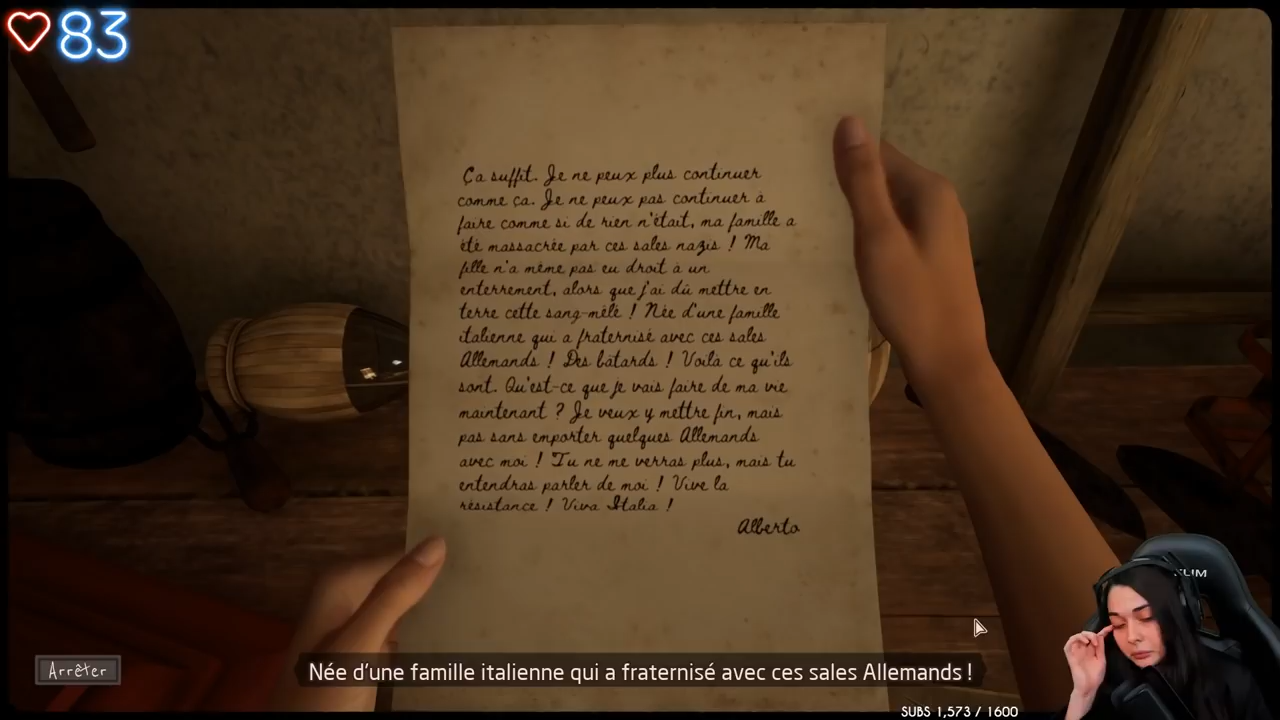 83
Ça suffit. Je ne peux plus continuer
comme ça. Je ne peux pas continuer à
faire comme si de rien n'était, ma famille a
été massacrée par ces sales nazis ! Ma
fille n'a même pas eu droit à un
enterrement, alors que j'ai dû mettre en
terre cette sang-mêlé ! Née d'une famille
italienne qui a fraternisé avec ces sales
Allemands ! Des bâtards ! Voilà ce qu'ils
sont. Qu'est-ce que je vais faire de ma vie
maintenant ? Je veux y mettre fin, mais
pas sans emporter quelques Allemands
avec moi ! Tu ne me verras plus, mais tu
entendras parler de moi ! Vive la
résistance ! Viva Italia !
Alberto
Arrêter
Née d'une famille italienne qui a fraternisé avec ces sales Allemands !
SUBS 1,573 / 1600